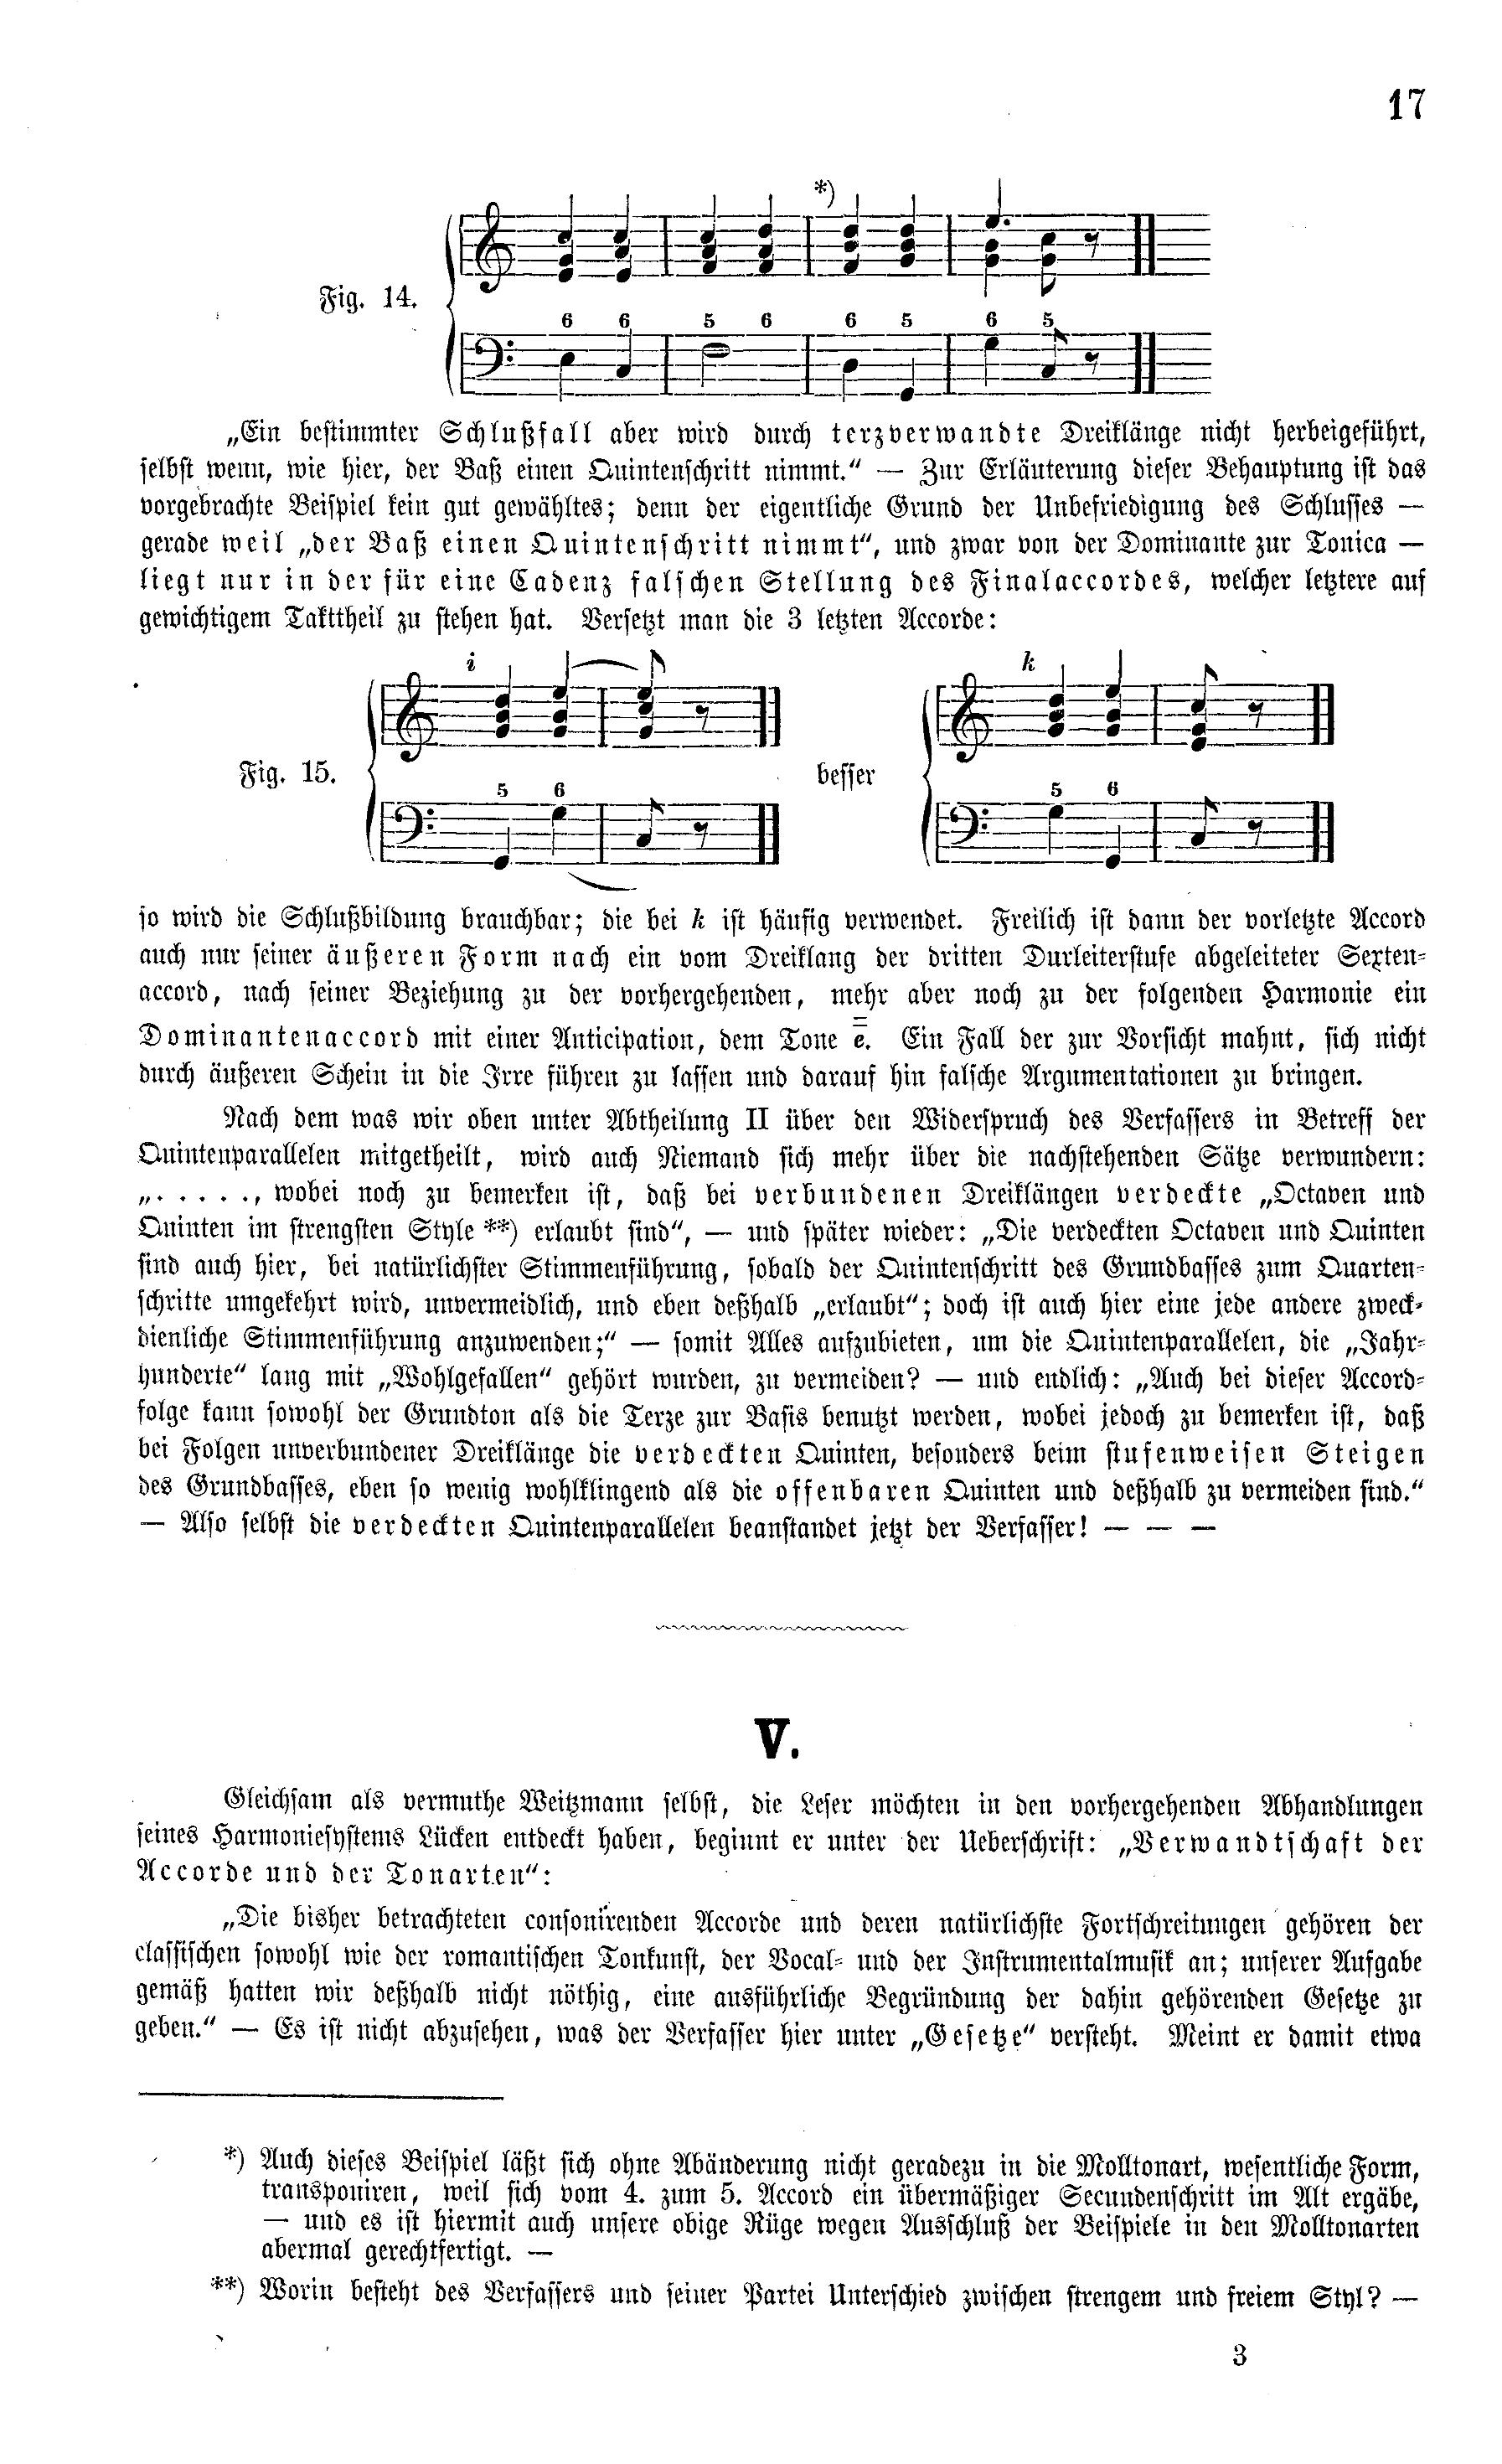 17
*)
Fig. 14.
6 6 5 6 6 5 6 5
„Ein bestimmter Schlußfall aber wird durch terzverwandte Dreiklänge nicht herbeigeführt,
selbst wenn, wie hier, der Baß einen Quintenschritt nimmt.“ — Zur Erläuterung dieser Behauptung ist das
vorgebrachte Beispiel kein gut gewähltes; denn der eigentliche Grund der Unbefriedigung des Schlusses —
gerade weil „der Baß einen Quintenschritt nimmt“, und zwar von der Dominante zur Tonica —
liegt nur in der für eine Cadenz falschen Stellung des Finalaccordes, welcher letztere auf
gewichtigem Takttheil zu stehen hat. Versetzt man die 3 letzten Accorde:
i k
Fig. 15.
besser
5 6 5 6
so wird die Schlußbildung brauchbar; die bei k ist häufig verwendet. Freilich ist dann der vorletzte Accord
auch nur seiner äußeren Form nach ein vom Dreiklang der dritten Durleiterstufe abgeleiteter Sexten-
accord, nach seiner Beziehung zu der vorhergehenden, mehr aber noch zu der folgenden Harmonie ein
Dominantenaccord mit einer Anticipation, dem Tone e̿. Ein Fall der zur Vorsicht mahnt, sich nicht
durch äußeren Schein in die Irre führen zu lassen und darauf hin falsche Argumentationen zu bringen.
Nach dem was wir oben unter Abtheilung II über den Widerspruch des Verfassers in Betreff der
Quintenparallelen mitgetheilt, wird auch Niemand sich mehr über die nachstehenden Sätze verwundern:
„. . . . ., wobei noch zu bemerken ist, daß bei verbundenen Dreiklängen verdeckte „Octaven und
Quinten im strengsten Style **) erlaubt sind“, — und später wieder: „Die verdeckten Octaven und Quinten
sind auch hier, bei natürlichster Stimmenführung, sobald der Quintenschritt des Grundbasses zum Quarten-
schritte umgekehrt wird, unvermeidlich, und eben deßhalb „erlaubt“; doch ist auch hier eine jede andere zweck-
dienliche Stimmenführung anzuwenden;“ — somit Alles aufzubieten, um die Quintenparallelen, die „Jahr-
hunderte“ lang mit „Wohlgefallen“ gehört wurden, zu vermeiden? — und endlich: „Auch bei dieser Accord-
folge kann sowohl der Grundton als die Terze zur Basis benutzt werden, wobei jedoch zu bemerken ist, daß
bei Folgen unverbundener Dreiklänge die verdeckten Quinten, besonders beim stufenweisen Steigen
des Grundbasses, eben so wenig wohlklingend als die offenbaren Quinten und deßhalb zu vermeiden sind.“
— Also selbst die verdeckten Quintenparallelen beanstandet jetzt der Verfasser! — — —
V.
Gleichsam als vermuthe Weitzmann selbst, die Leser möchten in den vorhergehenden Abhandlungen
seines Harmoniesystems Lücken entdeckt haben, beginnt er unter der Ueberschrift: „Verwandtschaft der
Accorde und der Tonarten“:
„Die bisher betrachteten consonirenden Accorde und deren natürlichste Fortschreitungen gehören der
classischen sowohl wie der romantischen Tonkunst, der Vocal- und der Instrumentalmusik an; unserer Aufgabe
gemäß hatten wir deßhalb nicht nöthig, eine ausführliche Begründung der dahin gehörenden Gesetze zu
geben.“ — Es ist nicht abzusehen, was der Verfasser hier unter „Gesetze“ versteht. Meint er damit etwa
*) Auch dieses Beispiel läßt sich ohne Abänderung nicht geradezu in die Molltonart, wesentliche Form,
transponiren, weil sich vom 4. zum 5. Accord ein übermäßiger Secundenschritt im Alt ergäbe,
— und es ist hiermit auch unsere obige Rüge wegen Ausschluß der Beispiele in den Molltonarten
abermal gerechtfertigt. —
**) Worin besteht des Verfassers und seiner Partei Unterschied zwischen strengem und freiem Styl? —
3